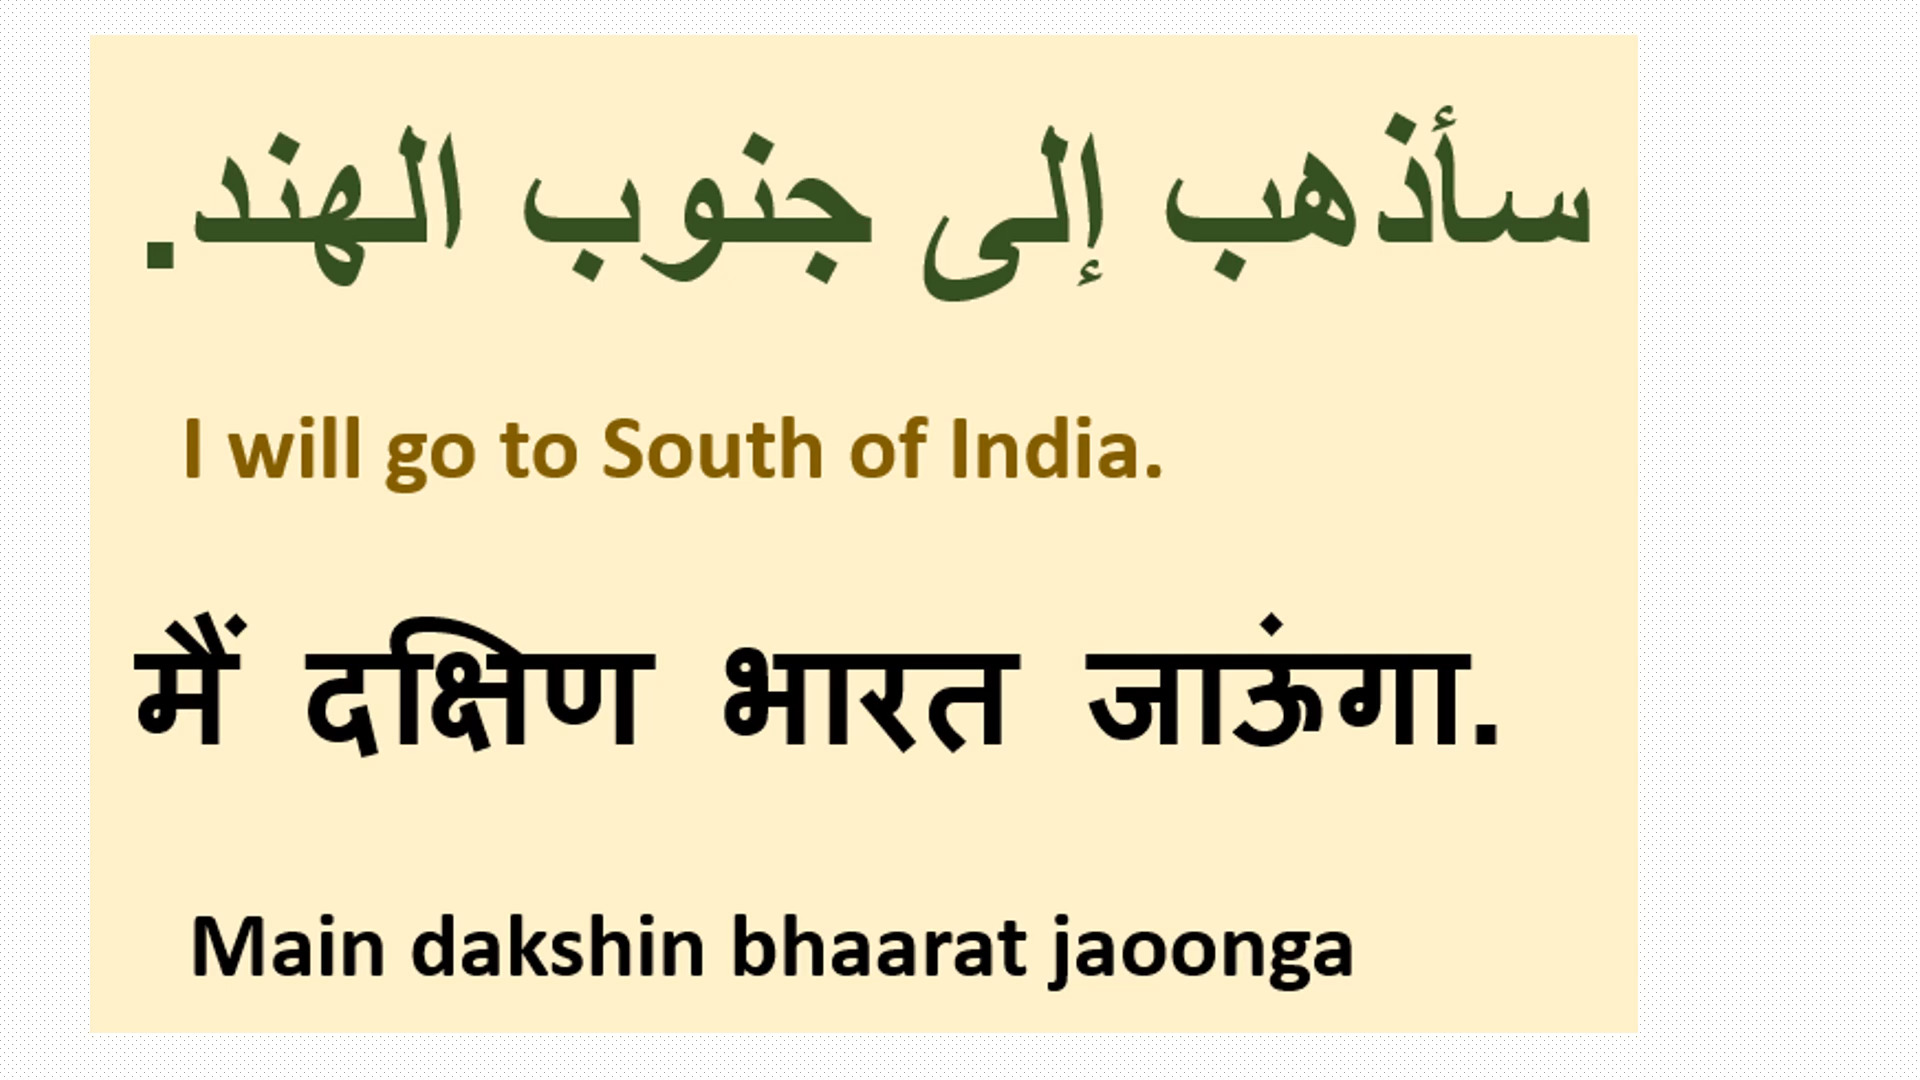 سأذهب إلى جنوب الهند.
I will go to South of India.
मैं दक्षिण भारत जाऊंगा.
Main dakshin bhaarat jaoonga